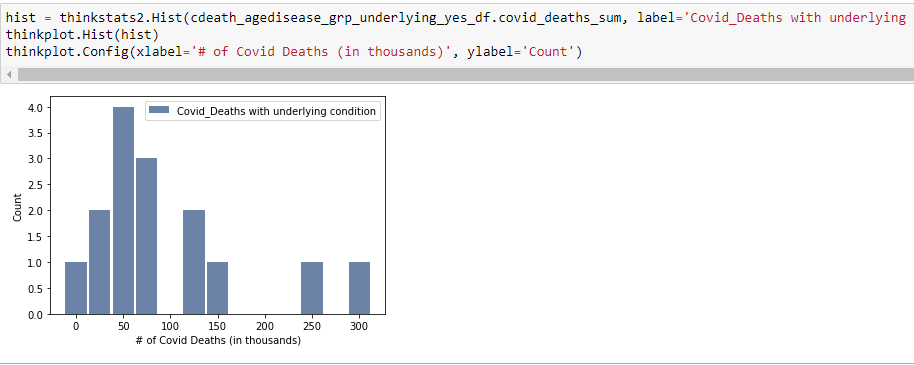 hist = thinkstats2.Hist(cdeath_agedisease_grp_underlying_yes_df.covid_deaths_sum, label='Covid_Deaths with underlying
thinkplot.Hist(hist)
thinkplot.Config(xlabel='# of Covid Deaths (in thousands)', ylabel='Count')
Covid_Deaths with underlying condition
4.0
3.5
3.0
2.5
2.0
1.5
1.0
0.5
0.0
Count
0 50 100 150 200 250 300
# of Covid Deaths (in thousands)